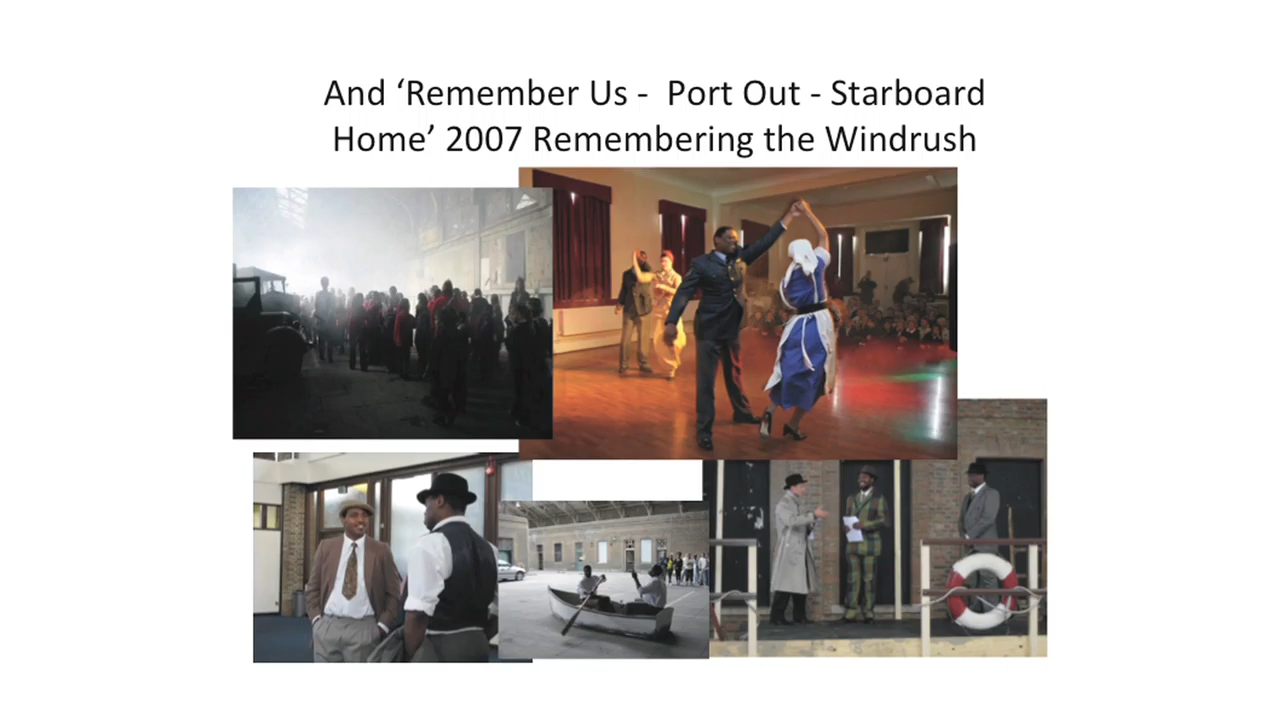 And ‘Remember Us -  Port Out - Starboard
Home’ 2007 Remembering the Windrush